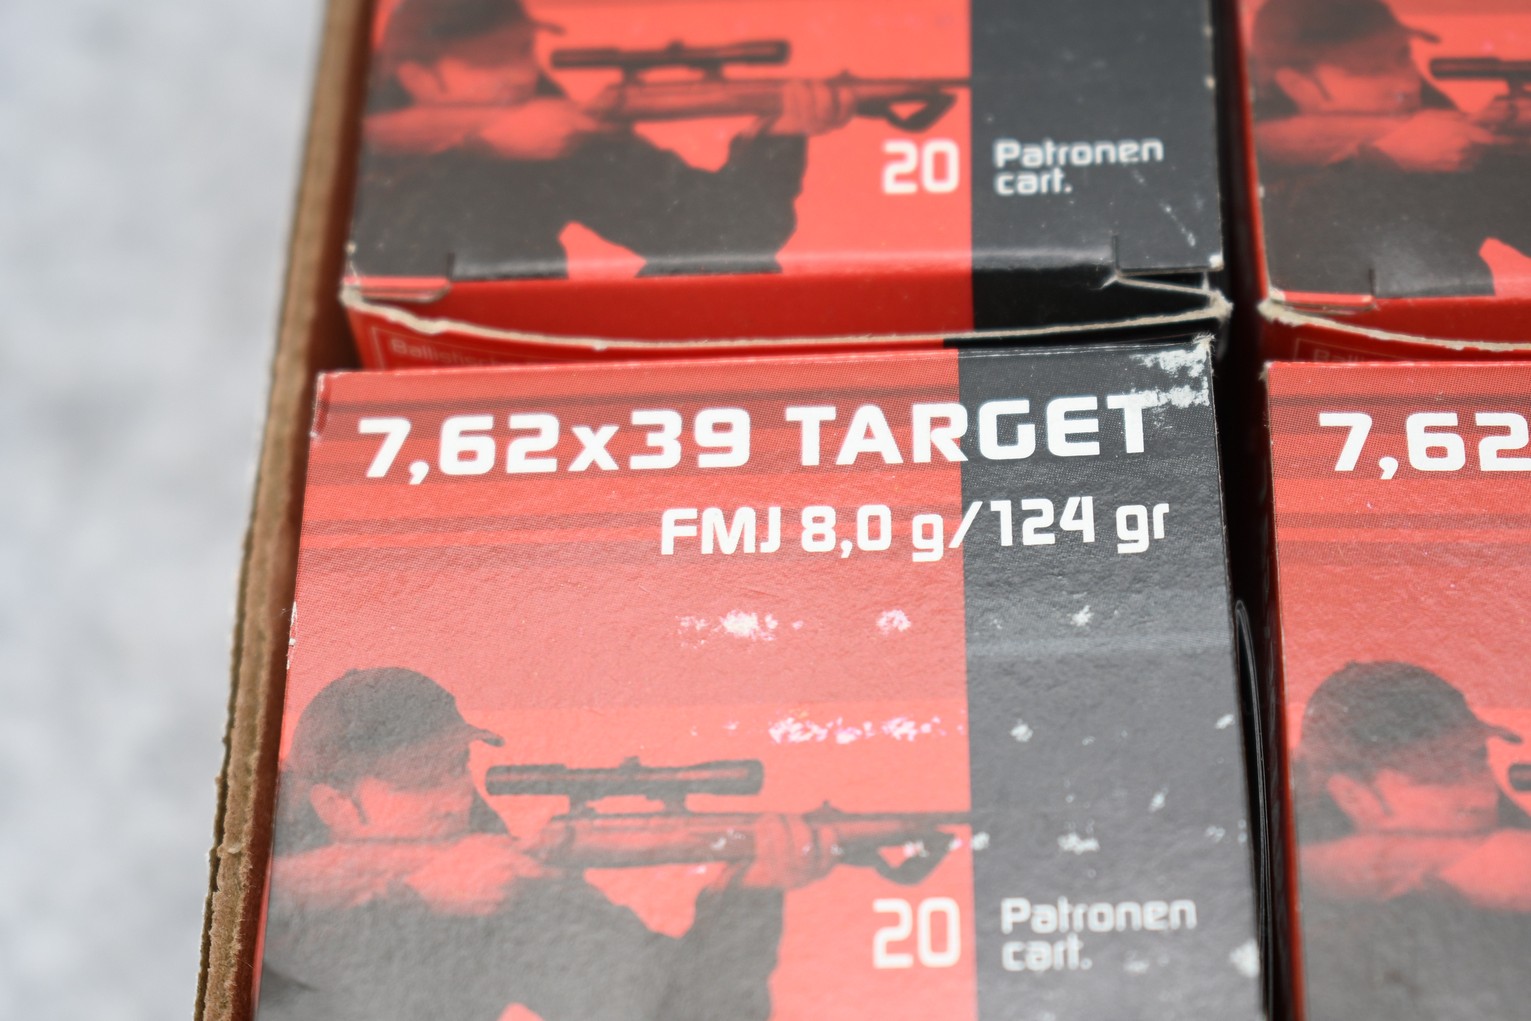 20 Patronen
cart.
7,62x39 TARGET
FMJ 8,0 g/124 gr
20 Patronen
cart.
7,62